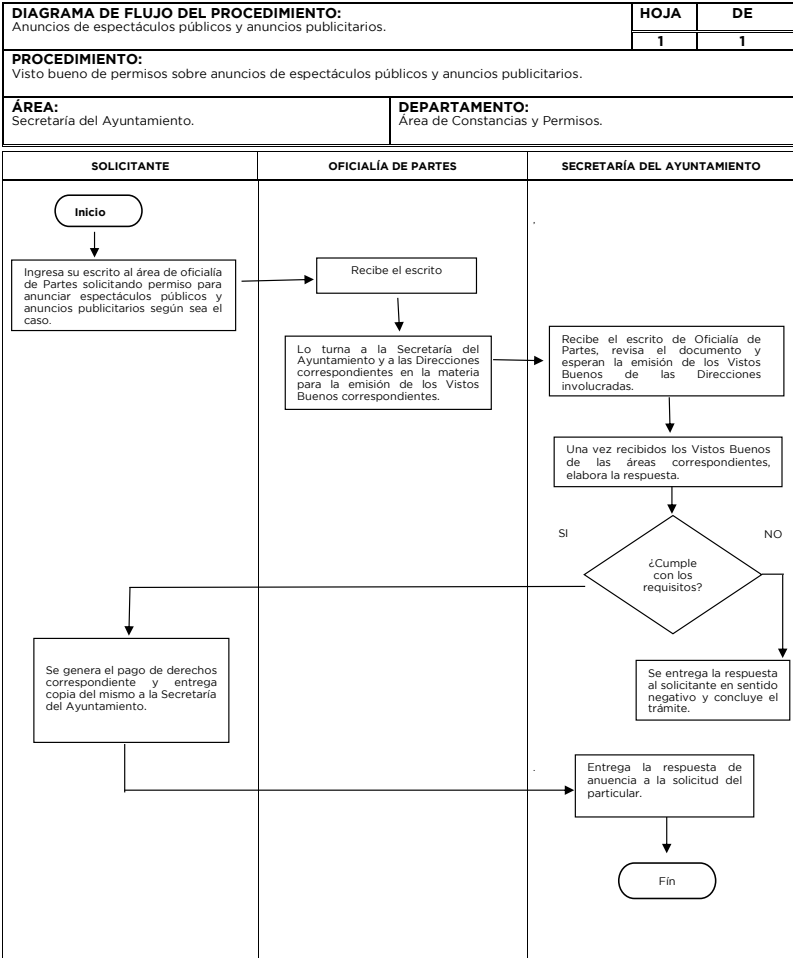 DIAGRAMA DE FLUJO DEL PROCEDIMIENTO:
Anuncios de espectáculos públicos y anuncios publicitarios.
HOJA DE
1 1
PROCEDIMIENTO:
Visto bueno de permisos sobre anuncios de espectáculos públicos y anuncios publicitarios.
ÁREA:
Secretaría del Ayuntamiento.
DEPARTAMENTO:
Área de Constancias y Permisos.
SOLICITANTE
OFICIALÍA DE PARTES
SECRETARÍA DEL AYUNTAMIENTO
Inicio
Ingresa su escrito al área de oficialía
de Partes solicitando permiso para
anunciar espectáculos públicos y
anuncios publicitarios según sea el
caso.
Recibe el escrito
Lo turna a la Secretaría del
Ayuntamiento y a las Direcciones
correspondientes en la materia
para la emisión de los Vistos
Buenos correspondientes.
Recibe el escrito de Oficialía de
Partes, revisa el documento y
esperan la emisión de los Vistos
Buenos de las Direcciones
involucradas.
Una vez recibidos los Vistos Buenos
de las áreas correspondientes,
elabora la respuesta.
SI
NO
¿Cumple
con los
requisitos?
Se genera el pago de derechos
correspondiente y entrega
copia del mismo a la Secretaría
del Ayuntamiento.
Se entrega la respuesta
al solicitante en sentido
negativo y concluye el
trámite.
Entrega la respuesta de
anuencia a la solicitud del
particular.
Fín